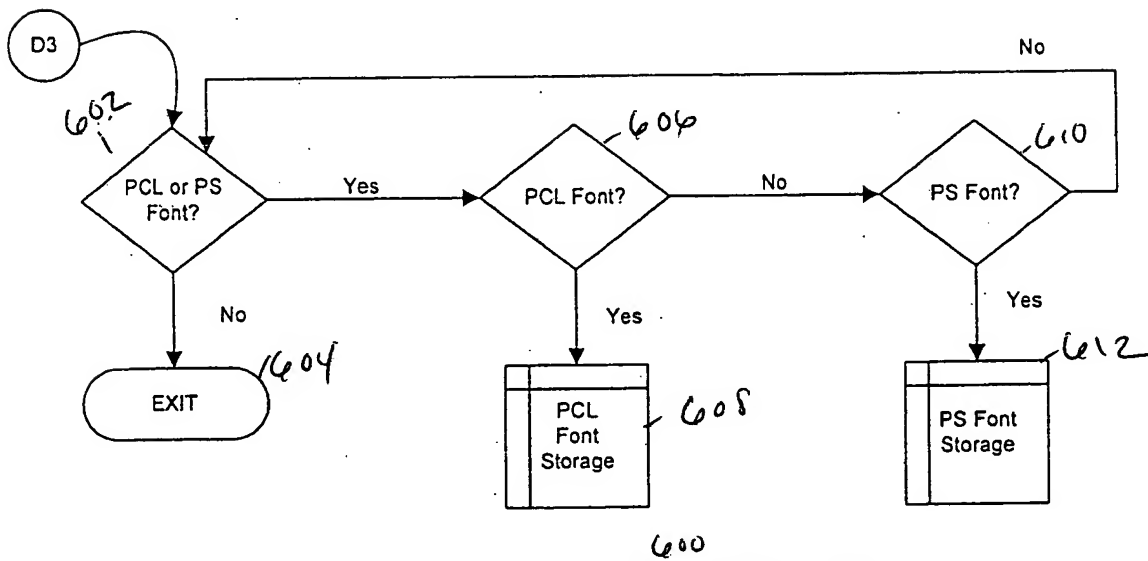 D3
No
602
606
610
PCL or PS
Font?
Yes
PCL Font?
No
PS Font?
No
Yes
Yes
604
612
EXIT
PCL
Font
Storage
608
PS Font
Storage
600